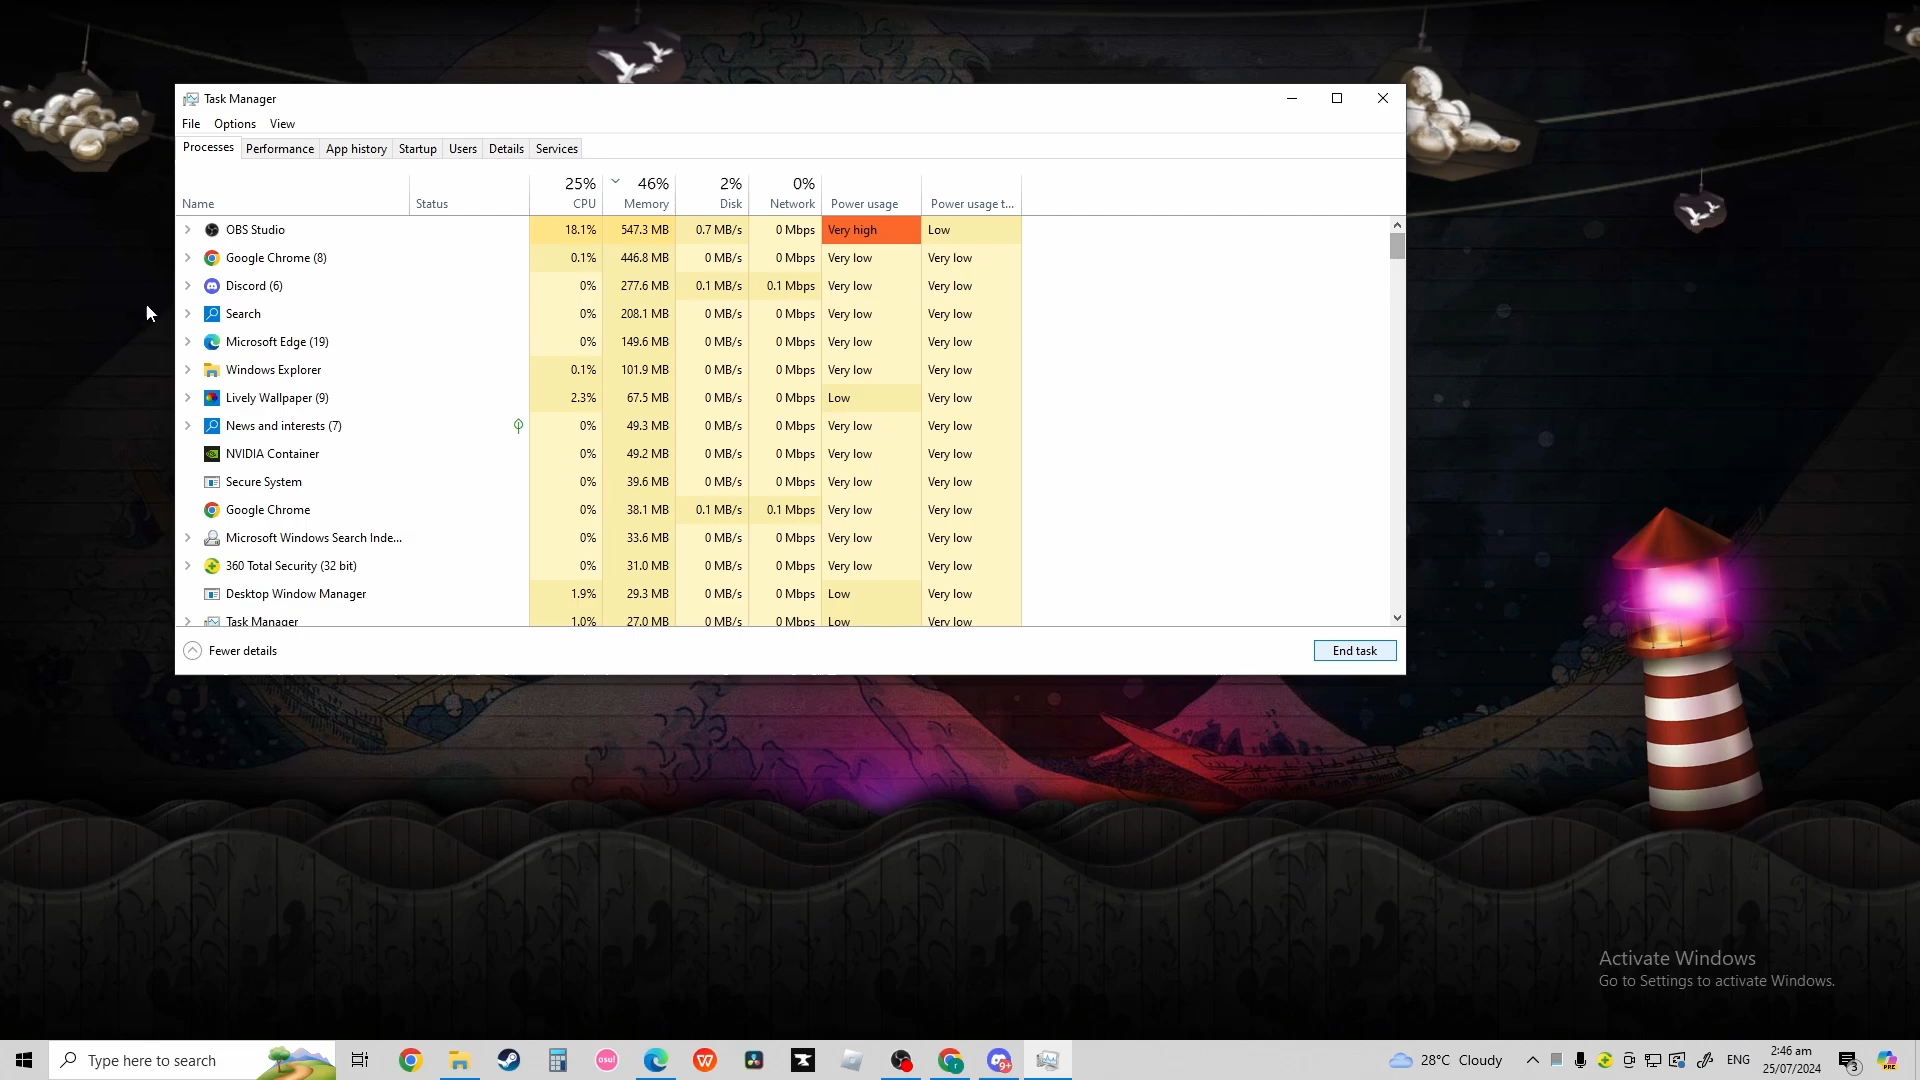 Task Manager
File Options View
Processes Performance App history Startup Users Details Services
25% 46% 2% 0%
Name Status CPU Memory Disk Network Power usage Power usage t...
OBS Studio 18.1% 547.3 MB 0.7 MB/s 0 Mbps Very high Low
Google Chrome (8) 0.1% 446.8 MB 0 MB/s 0 Mbps Very low Very low
Discord (6) 0% 277.6 MB 0.1 MB/s 0.1 Mbps Very low Very low
Search 0% 208.1 MB 0 MB/s 0 Mbps Very low Very low
Microsoft Edge (19) 0% 149.6 MB 0 MB/s 0 Mbps Very low Very low
Windows Explorer 0.1% 101.9 MB 0 MB/s 0 Mbps Very low Very low
Lively Wallpaper (9) 2.3% 67.5 MB 0 MB/s 0 Mbps Low Very low
News and interests (7) 0% 49.3 MB 0 MB/s 0 Mbps Very low Very low
NVIDIA Container 0% 49.2 MB 0 MB/s 0 Mbps Very low Very low
Secure System 0% 39.6 MB 0 MB/s 0 Mbps Very low Very low
Google Chrome 0% 38.1 MB 0.1 MB/s 0.1 Mbps Very low Very low
Microsoft Windows Search Inde... 0% 33.6 MB 0 MB/s 0 Mbps Very low Very low
360 Total Security (32 bit) 0% 31.0 MB 0 MB/s 0 Mbps Very low Very low
Desktop Window Manager 1.9% 29.3 MB 0 MB/s 0 Mbps Low Very low
Task Manager 1.0% 27.0 MB 0 MB/s 0 Mbps Low Very low
Fewer details End task
Activate Windows
Go to Settings to activate Windows.
Type here to search osu! W 9+ 28°C Cloudy ENG 2:46 am 3 PRE
25/07/2024